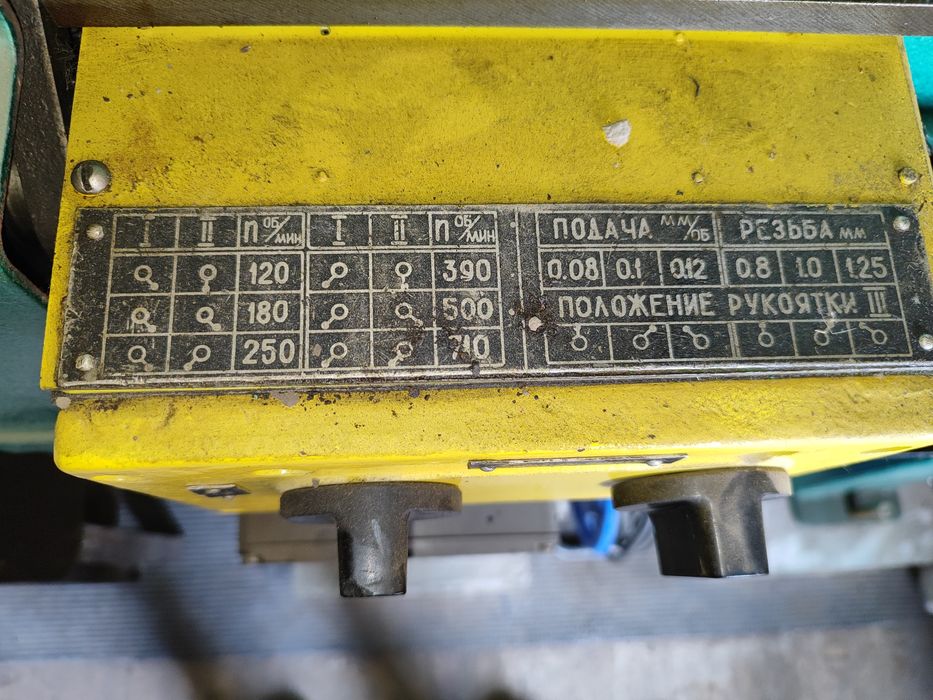 I II n ОБ/МИН I II n ОБ/МИН
120 390
180 500
250 710
ПОДАЧА ММ/ОБ РЕЗЬБА ММ
0.08 0.1 0.12 0.8 1.0 1.25
ПОЛОЖЕНИЕ РУКОЯТКИ III